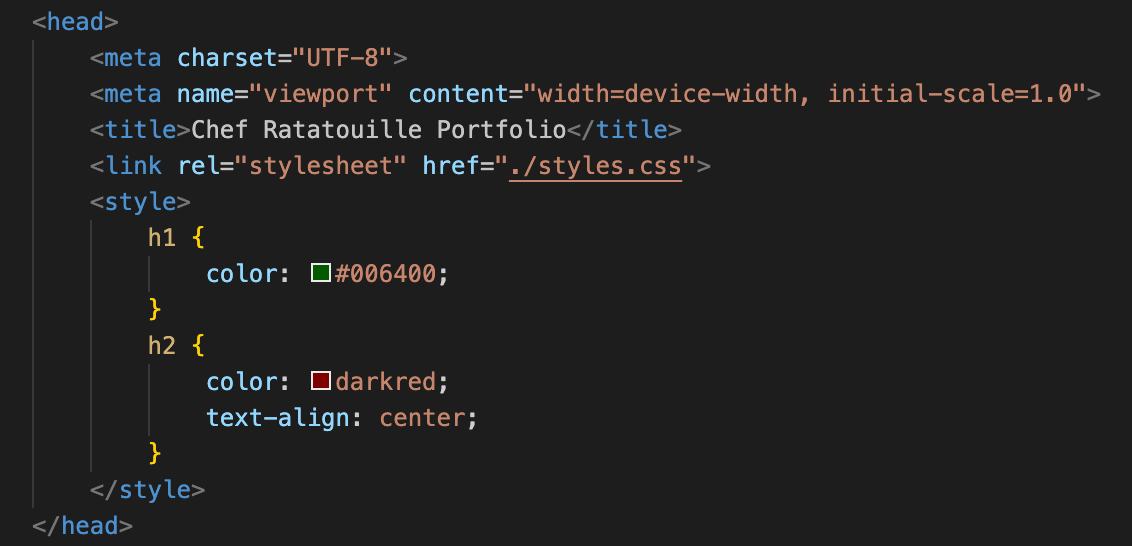 <head>
<meta charset="UTF-8">
<meta name="viewport" content="width=device-width, initial-scale=1.0">
<title>Chef Ratatouille Portfolio</title>
<link rel="stylesheet" href="./styles.css">
<style>
h1 {
color: #006400;
}
h2 {
color: darkred;
text-align: center;
}
</style>
</head>